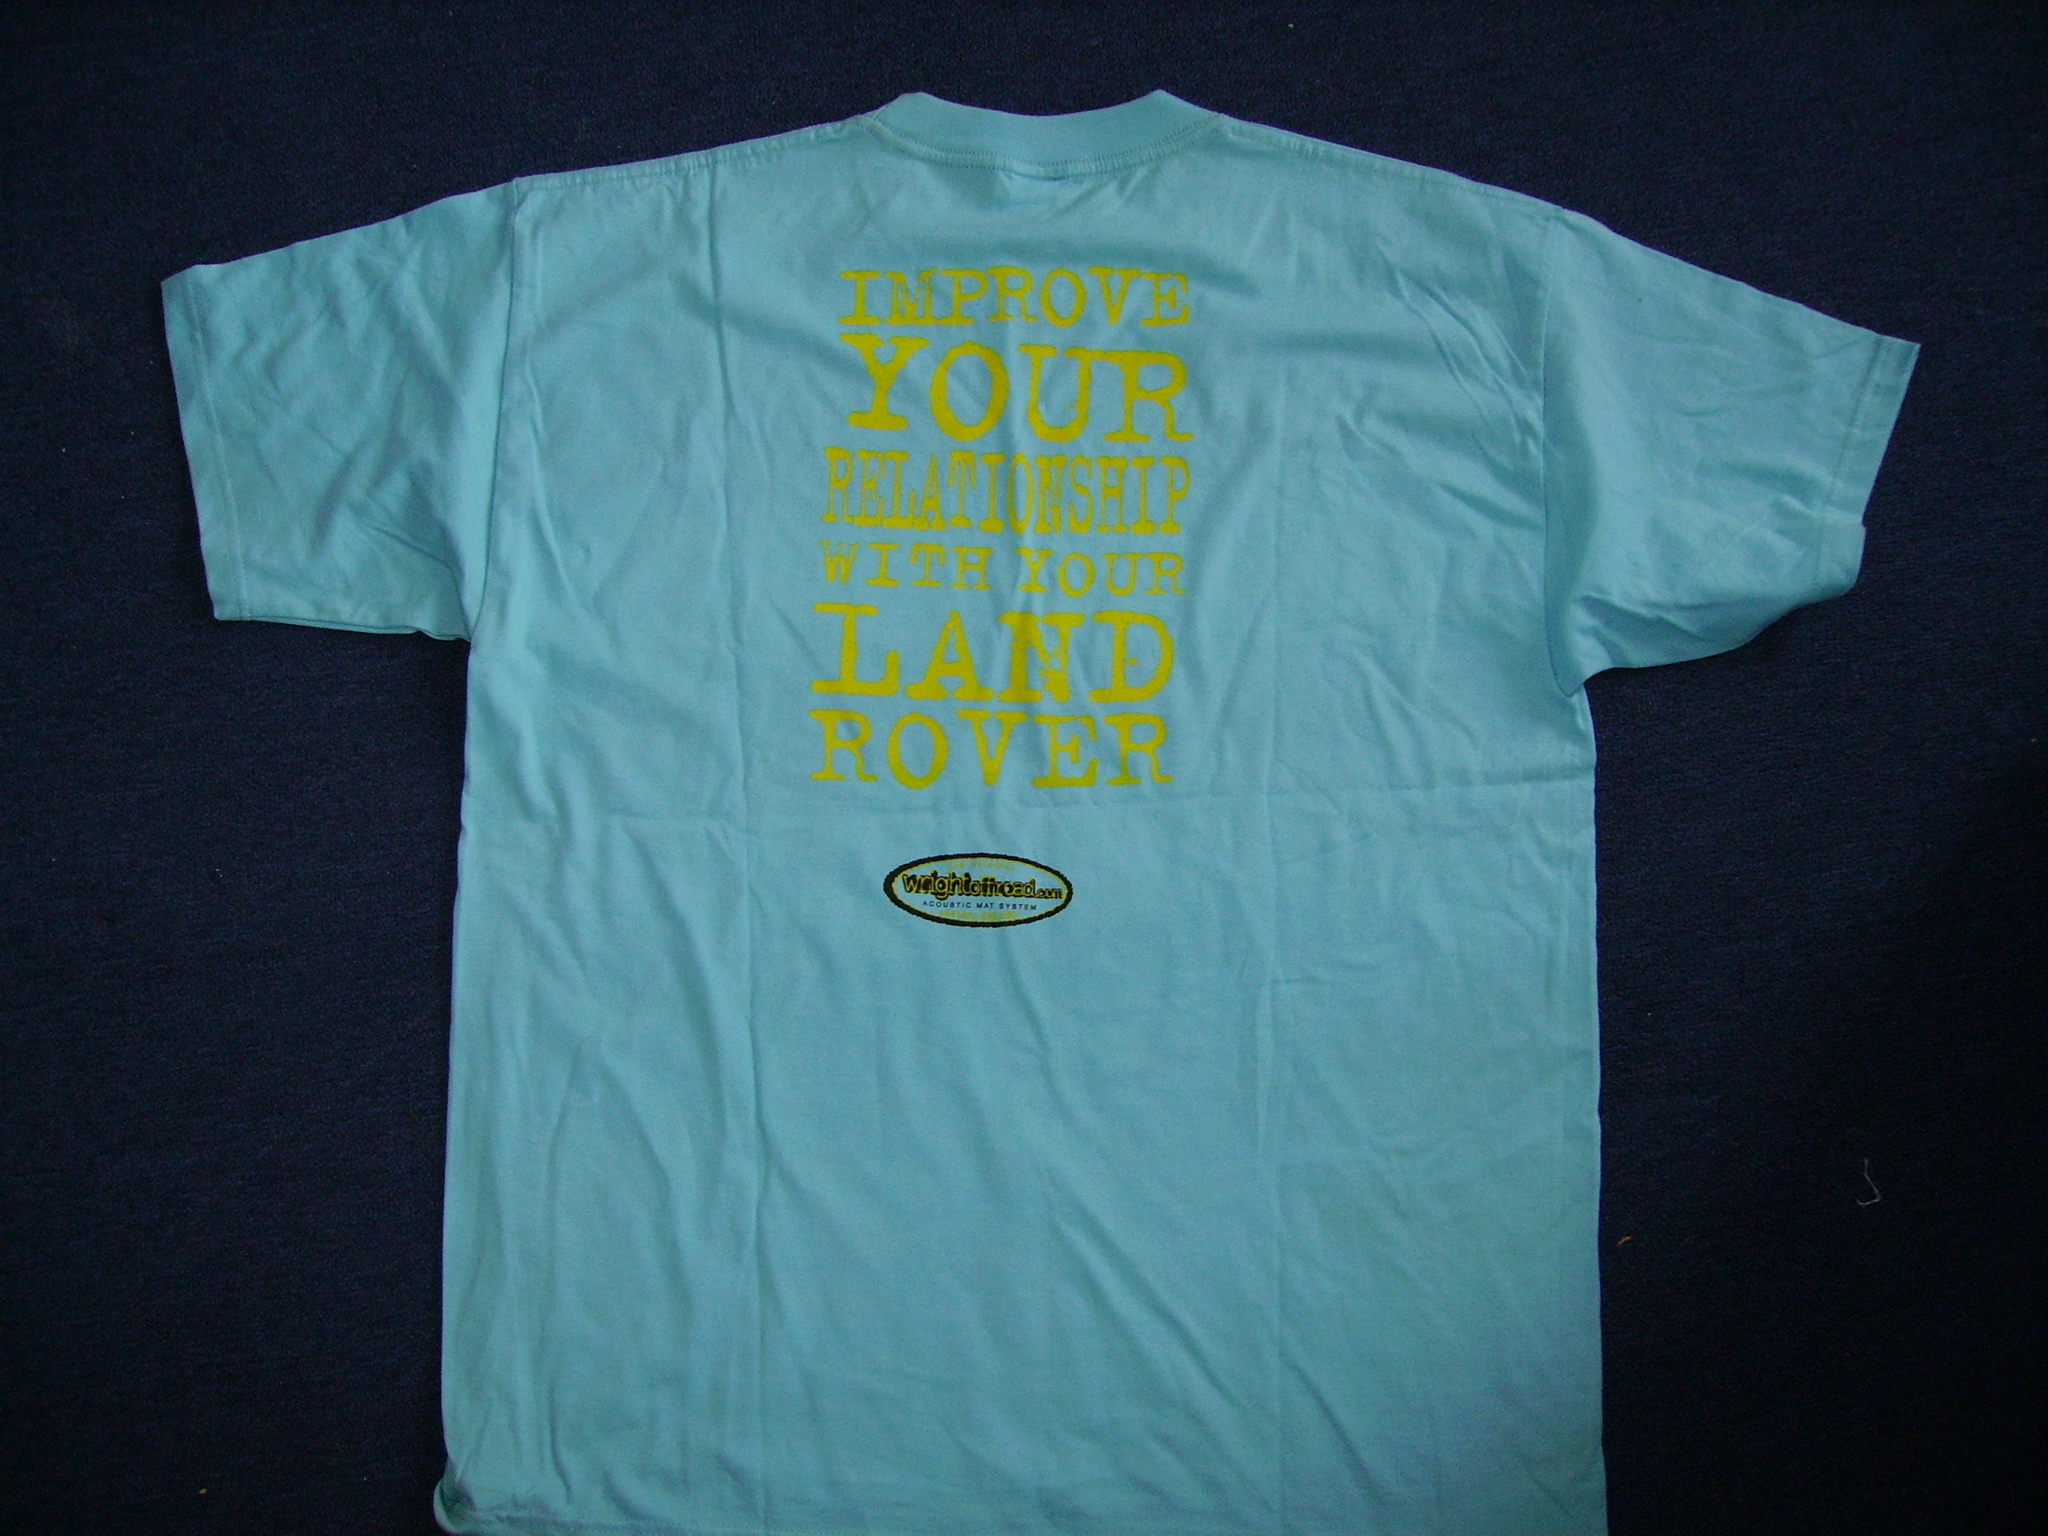 IMPROVE
YOUR
RELATIONSHIP
WITH YOUR
LAND
ROVER
wrightoffroad.com
ACOUSTIC MAT SYSTEM